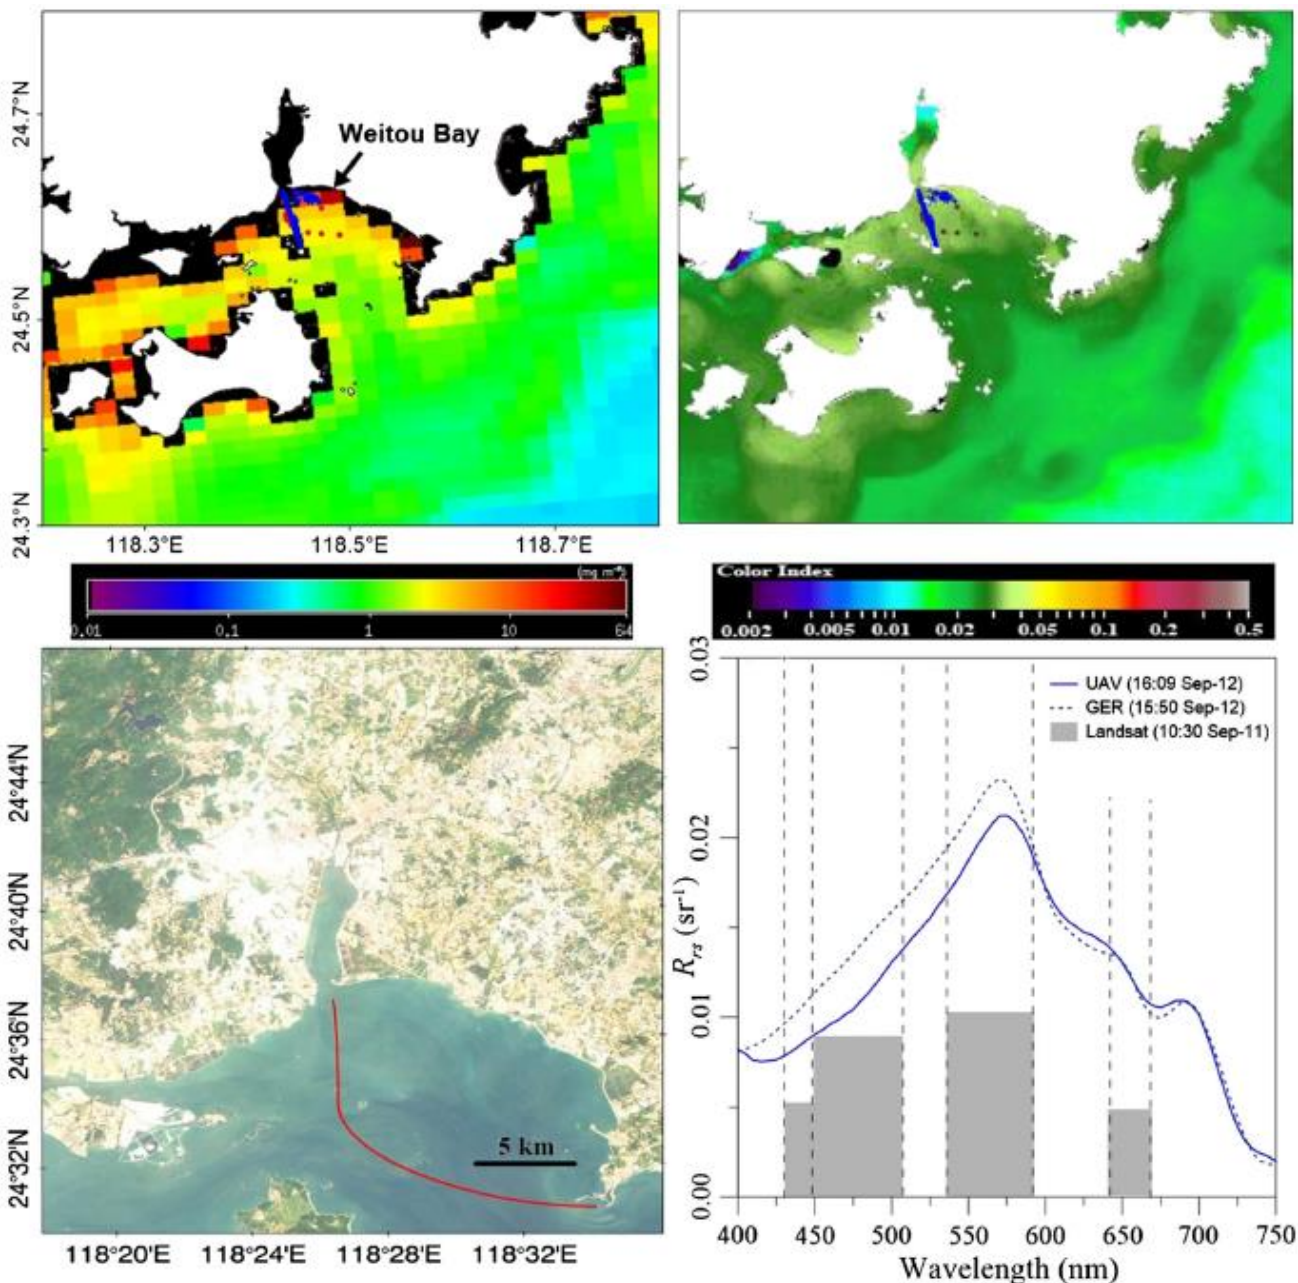 24.7°N
24.5°N
24.3°N
Weitou Bay
118.3°E 118.5°E 118.7°E
(mg m⁻³)
0.01 0.1 1 10 64
Color Index
0.002 0.005 0.01 0.02 0.05 0.1 0.2 0.5
24°44'N
24°40'N
24°36'N
24°32'N
5 km
118°20'E 118°24'E 118°28'E 118°32'E
0.03
0.02
0.01
0.00
Rrs (sr⁻¹)
UAV (16:09 Sep-12)
GER (15:50 Sep-12)
Landsat (10:30 Sep-11)
400 450 500 550 600 650 700 750
Wavelength (nm)